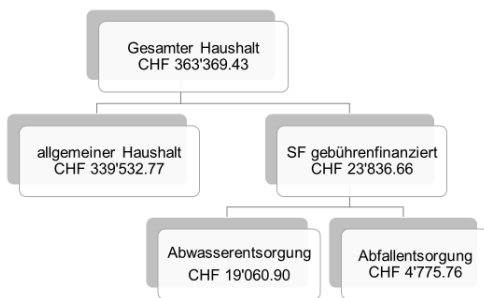 Gesamter Haushalt
CHF 363'369.43
allgemeiner Haushalt
CHF 339'532.77
SF gebührenfinanziert
CHF 23'836.66
Abwasserentsorgung
CHF 19'060.90
Abfallentsorgung
CHF 4'775.76